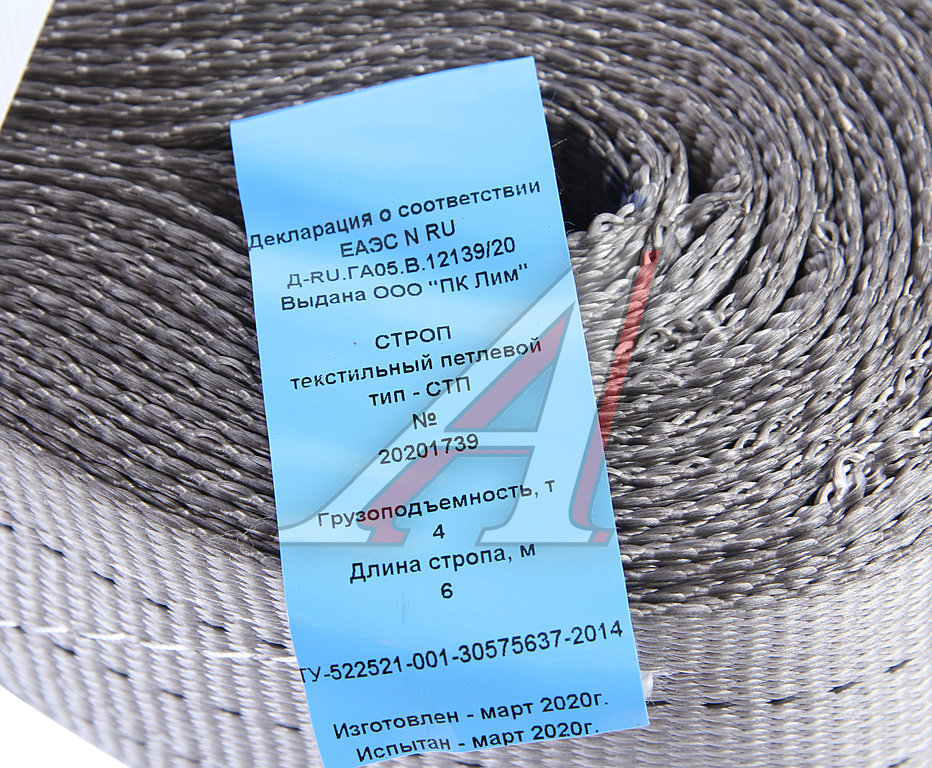 Декларация о соответствии
ЕАЭС N RU
Д-RU.ГА05.В.12139/20
Выдана ООО "ПК Лим"
СТРОП
текстильный петлевой
тип - СТП
№
20201739
Грузоподъемность, т
4
Длина стропа, м
6
ТУ-522521-001-30575637-2014
Изготовлен - март 2020г.
Испытан - март 2020г.